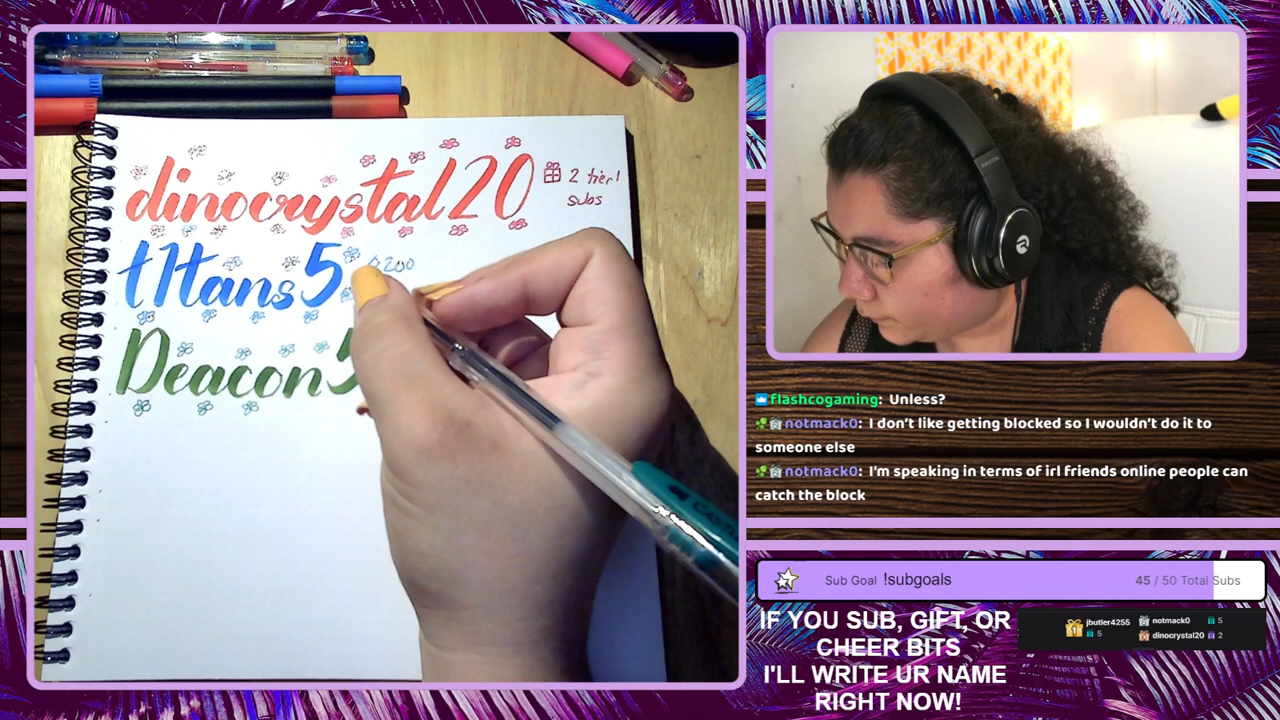 dinocrystal20
2 tier 1
subs
t1tans5
200
Deacon5
flashcogaming: Unless?
notmack0: I don't like getting blocked so I wouldn't do it to
someone else
notmack0: I'm speaking in terms of irl friends online people can
catch the block
Sub Goal !subgoals 45 / 50 Total Subs
IF YOU SUB, GIFT, OR
CHEER BITS
I'LL WRITE UR NAME
RIGHT NOW!
1 jbutler4255 5
notmack0 5
dinocrystal20 2